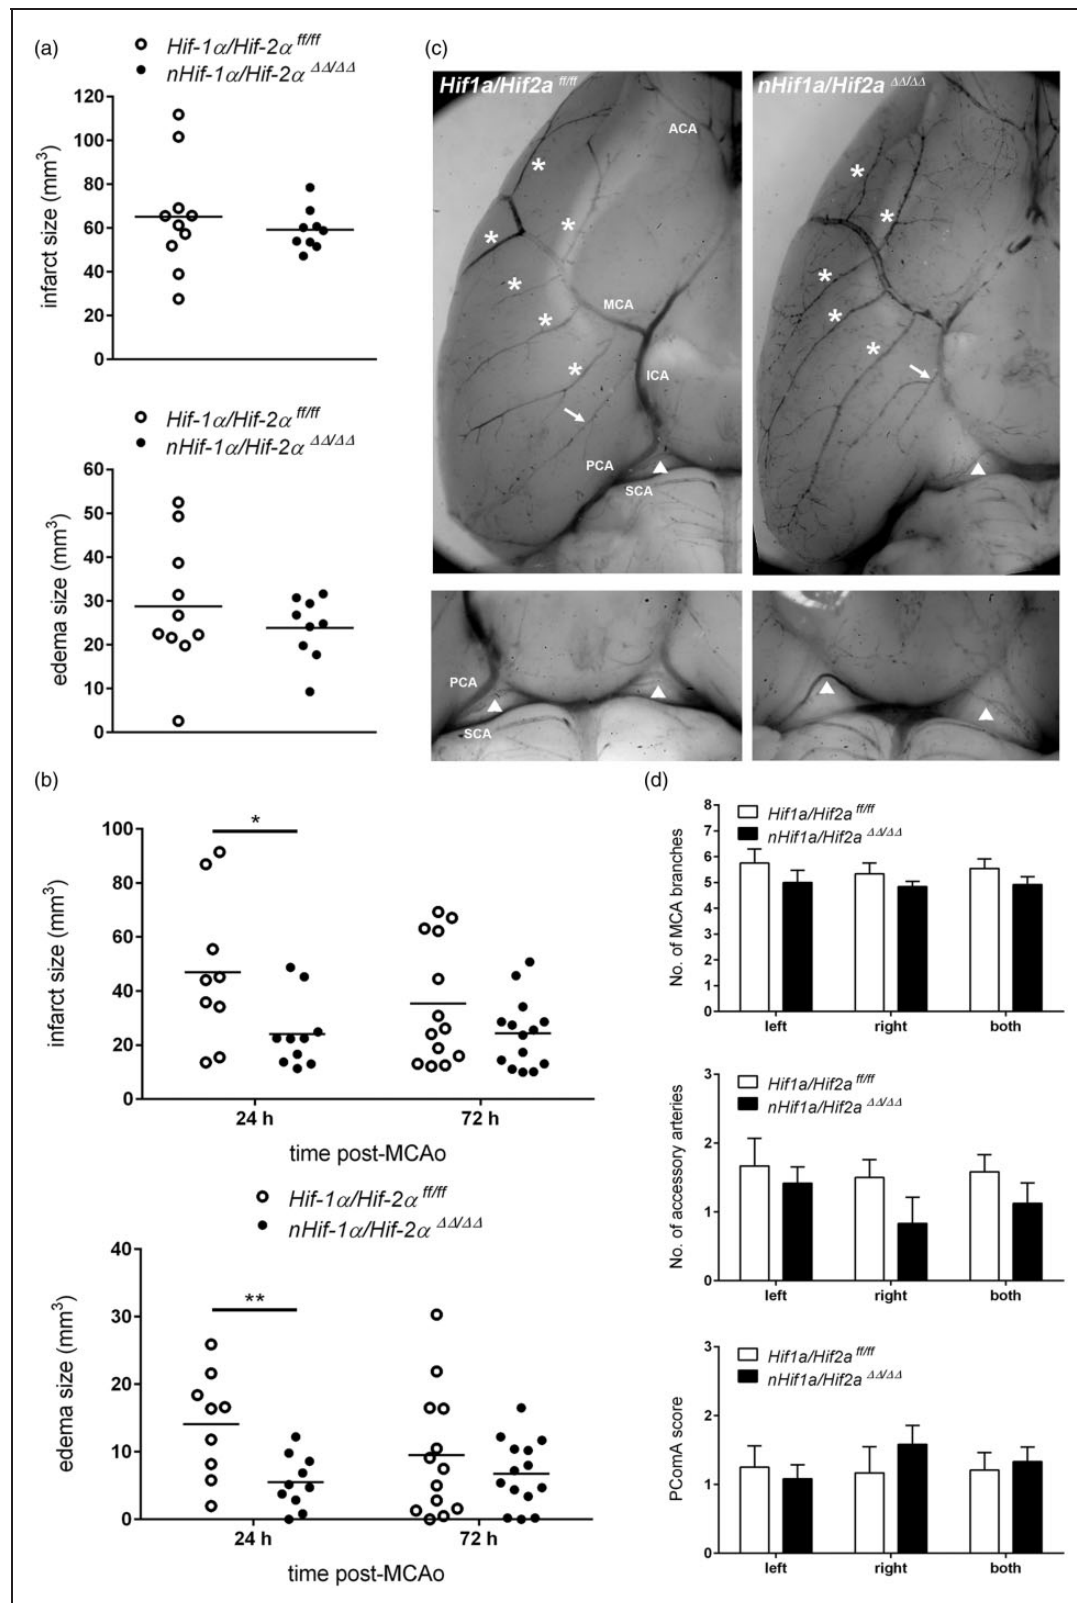 (a)
Hif-1α/Hif-2α ff/ff
nHif-1α/Hif-2α ΔΔ/ΔΔ
infarct size (mm3)
120
100
80
60
40
20
0
Hif-1α/Hif-2α ff/ff
nHif-1α/Hif-2α ΔΔ/ΔΔ
edema size (mm3)
60
50
40
30
20
10
0
(c)
Hif1a/Hif2a ff/ff
ACA
*
*
*
*
MCA
*
*
ICA
PCA
SCA
nHif1a/Hif2a ΔΔ/ΔΔ
*
*
*
*
*
PCA
SCA
(b)
infarct size (mm3)
100
80
60
40
20
0
*
24 h
72 h
time post-MCAo
Hif-1α/Hif-2α ff/ff
nHif-1α/Hif-2α ΔΔ/ΔΔ
edema size (mm3)
40
30
20
10
0
**
24 h
72 h
time post-MCAo
(d)
Hif1a/Hif2a ff/ff
nHif1a/Hif2a ΔΔ/ΔΔ
No. of MCA branches
8
7
6
5
4
3
2
1
0
left
right
both
Hif1a/Hif2a ff/ff
nHif1a/Hif2a ΔΔ/ΔΔ
No. of accessory arteries
3
2
1
0
left
right
both
Hif1a/Hif2a ff/ff
nHif1a/Hif2a ΔΔ/ΔΔ
PComA score
3
2
1
0
left
right
both